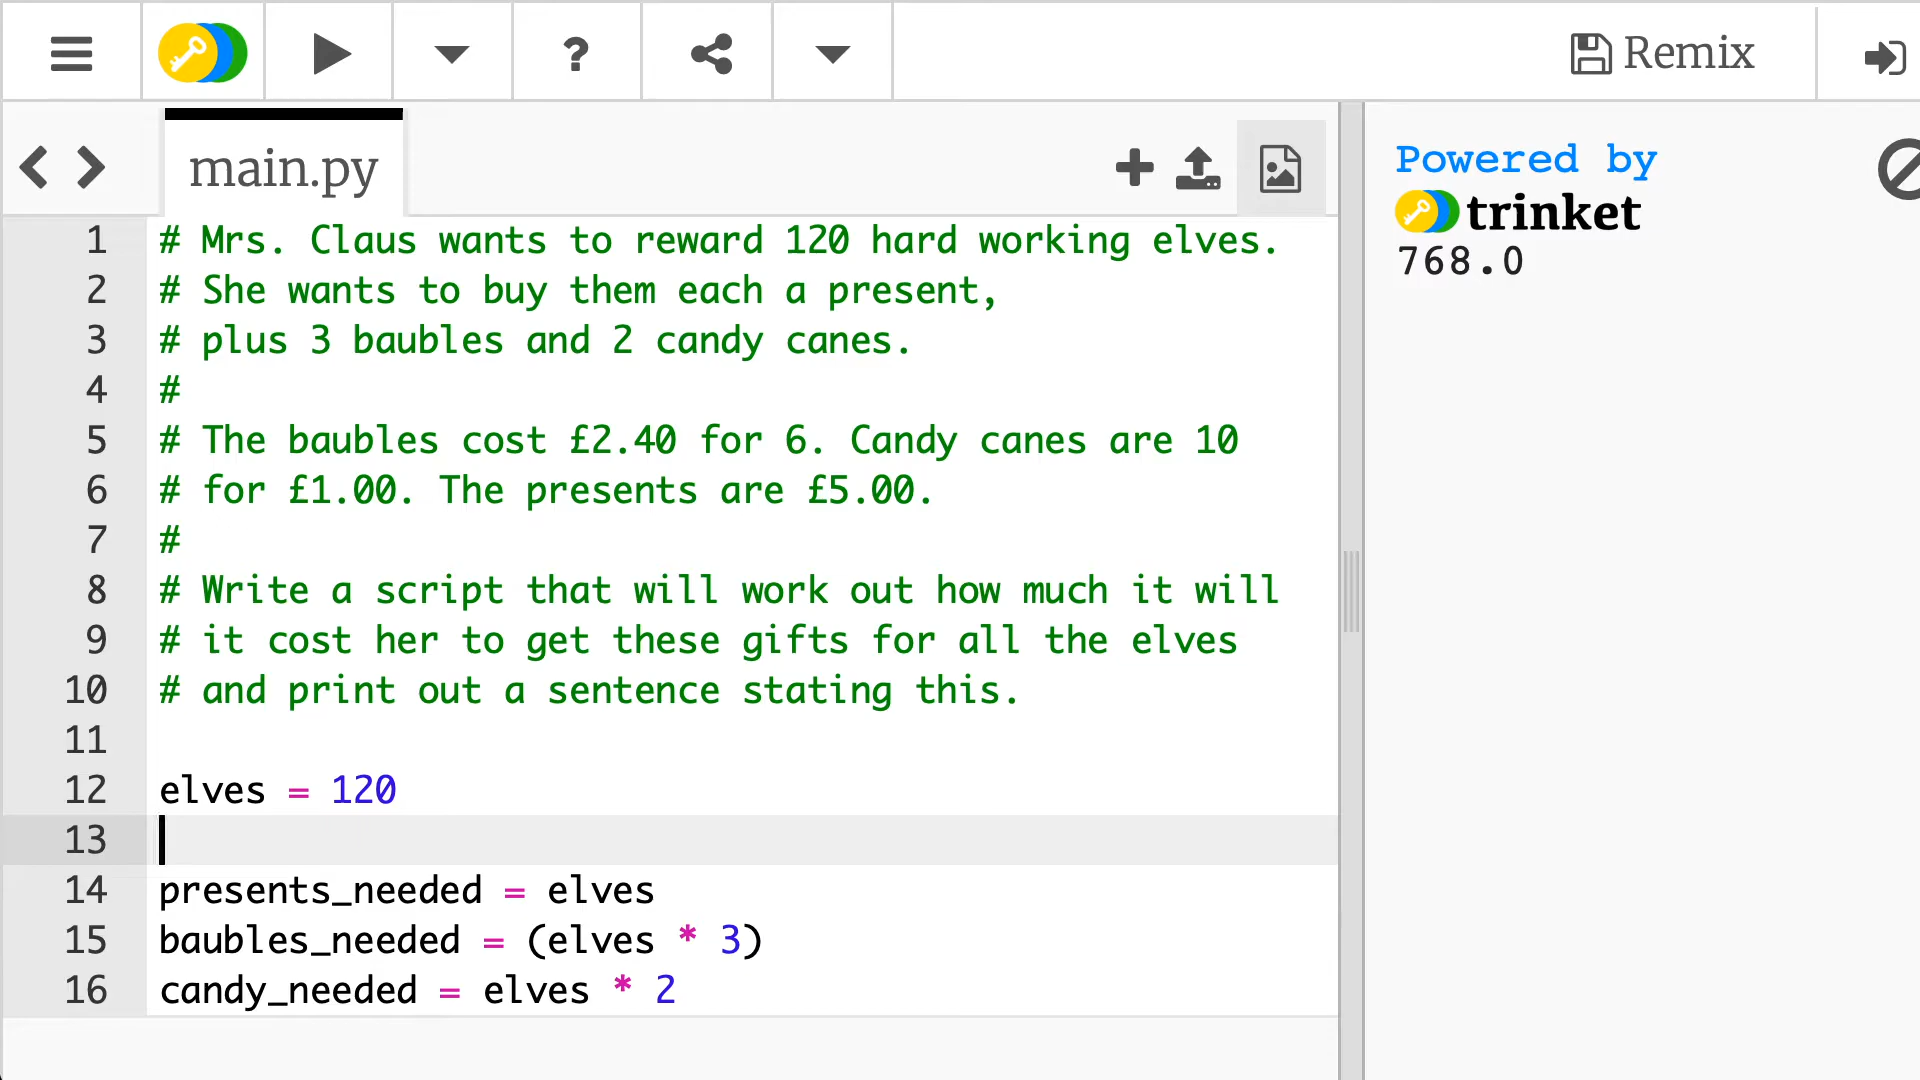 ? Remix
main.py
1 # Mrs. Claus wants to reward 120 hard working elves.
2 # She wants to buy them each a present,
3 # plus 3 baubles and 2 candy canes.
4 #
5 # The baubles cost £2.40 for 6. Candy canes are 10
6 # for £1.00. The presents are £5.00.
7 #
8 # Write a script that will work out how much it will
9 # it cost her to get these gifts for all the elves
10 # and print out a sentence stating this.
11
12 elves = 120
13
14 presents_needed = elves
15 baubles_needed = (elves * 3)
16 candy_needed = elves * 2
Powered by
trinket
768.0